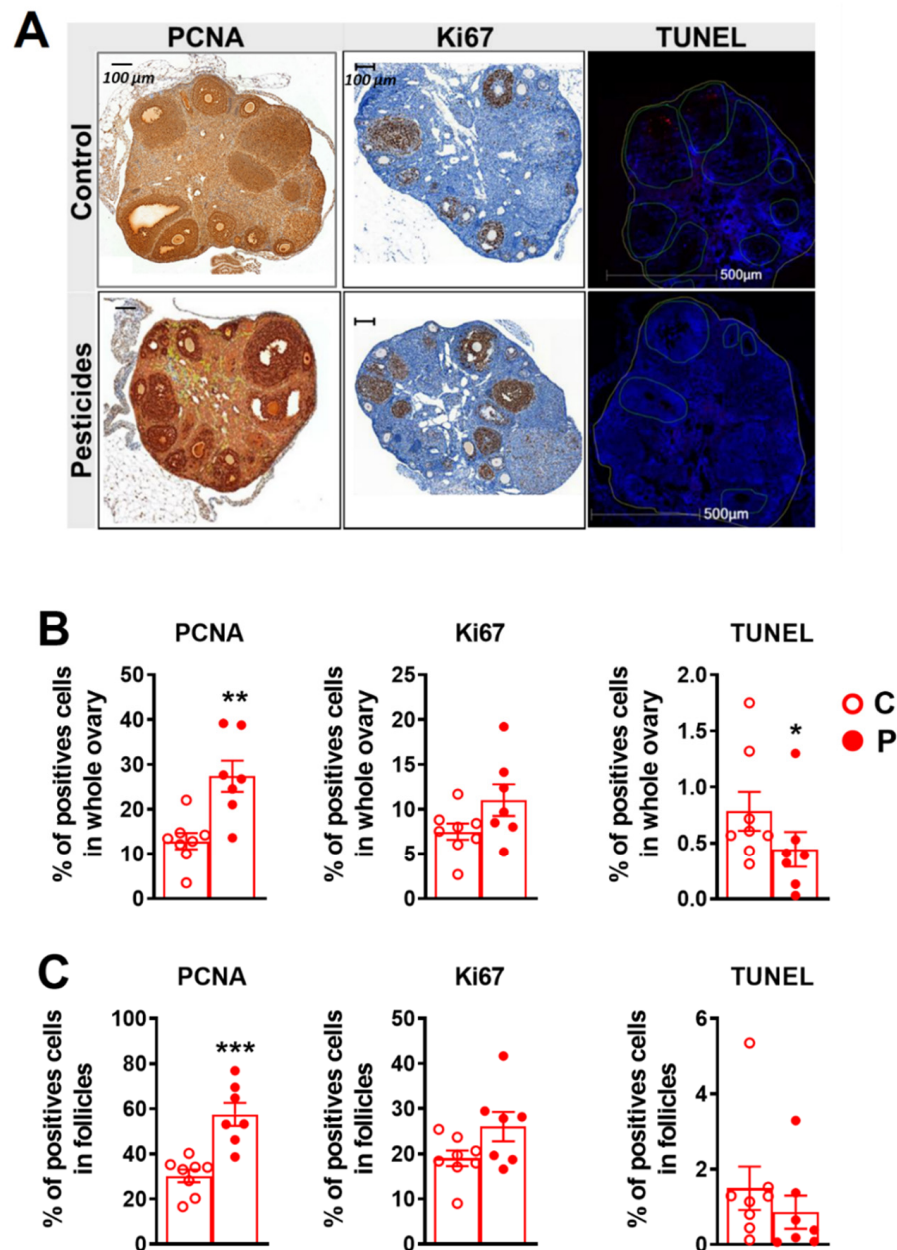 A
PCNA Ki67 TUNEL
Control
100 µm
100 µm
500µm
Pesticides
500µm
B
PCNA Ki67 TUNEL
% of positives cells
in whole ovary
50
40
30
20
10
0
**
% of positives cells
in whole ovary
25
20
15
10
5
0
% of positives cells
in whole ovary
2.0
1.5
1.0
0.5
0.0
*
C
P
C
PCNA Ki67 TUNEL
% of positives cells
in follicles
100
80
60
40
20
0
***
% of positives cells
in follicles
50
40
30
20
10
0
% of positives cells
in follicles
6
4
2
0